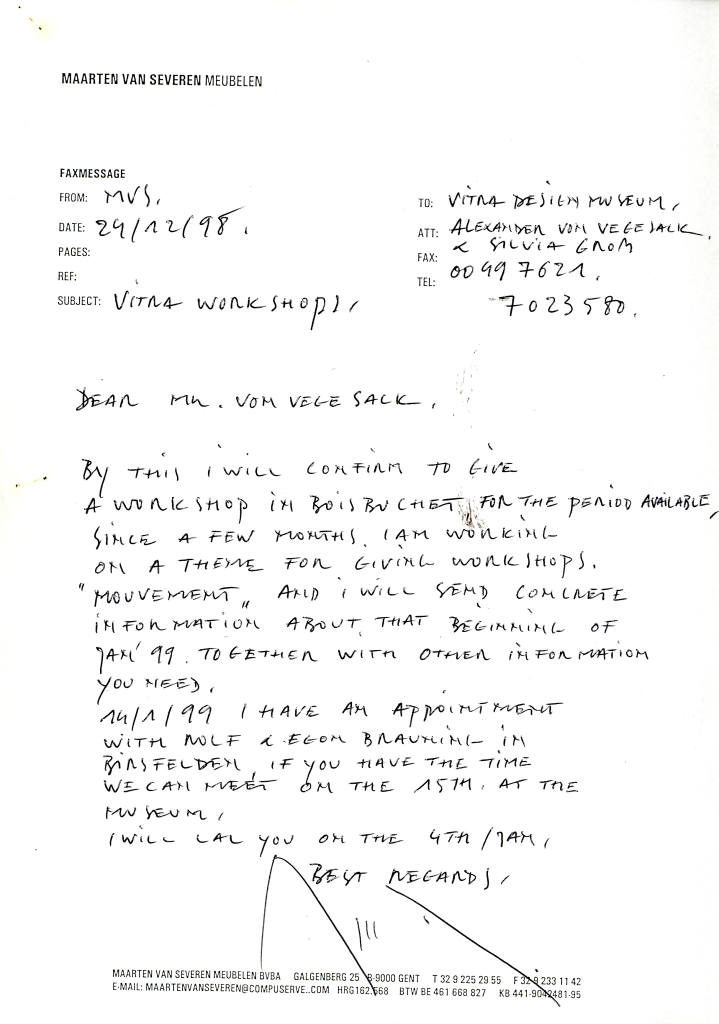 MAARTEN VAN SEVEREN MEUBELEN
FAXMESSAGE
FROM: MVS.
DATE: 24/12/98.
PAGES:
REF:
SUBJECT: VITRA WORKSHOPS,
TO: VITRA DESIGN MUSEUM,
ATT: ALEXANDER VON VEGESACK,
& SILVIA GROM
FAX: 00 49 7621.
TEL:
7023580.
DEAR MR. VON VEGESACK,
BY THIS I WILL CONFIRM TO GIVE
A WORKSHOP IN BOISBUCHET, FOR THE PERIOD AVAILABLE,
SINCE A FEW MONTHS, I AM WORKING
ON A THEME FOR GIVING WORKSHOPS.
"MOUVEMENT„ AND I WILL SEND CONCRETE
INFORMATION ABOUT THAT BEGINNING OF
JAN' 99. TOGETHER WITH OTHER INFORMATION
YOU NEED.
14/1/99 I HAVE AN APPOINTMENT
WITH ROLF & EGON BRAUNING IN
BIRSFELDEN, IF YOU HAVE THE TIME
WE CAN MEET ON THE 15TH. AT THE
MUSEUM,
I WILL CAL YOU ON THE 4TH/JAN,
BEST REGARDS,
MAARTEN VAN SEVEREN MEUBELEN BVBA GALGENBERG 25 B-9000 GENT T 32 9 225 29 55 F 32 9 233 11 42
E-MAIL: MAARTENVANSEVEREN@COMPUSERVE..COM HRG162.668 BTW BE 461 668 827 KB 441-9042481-95